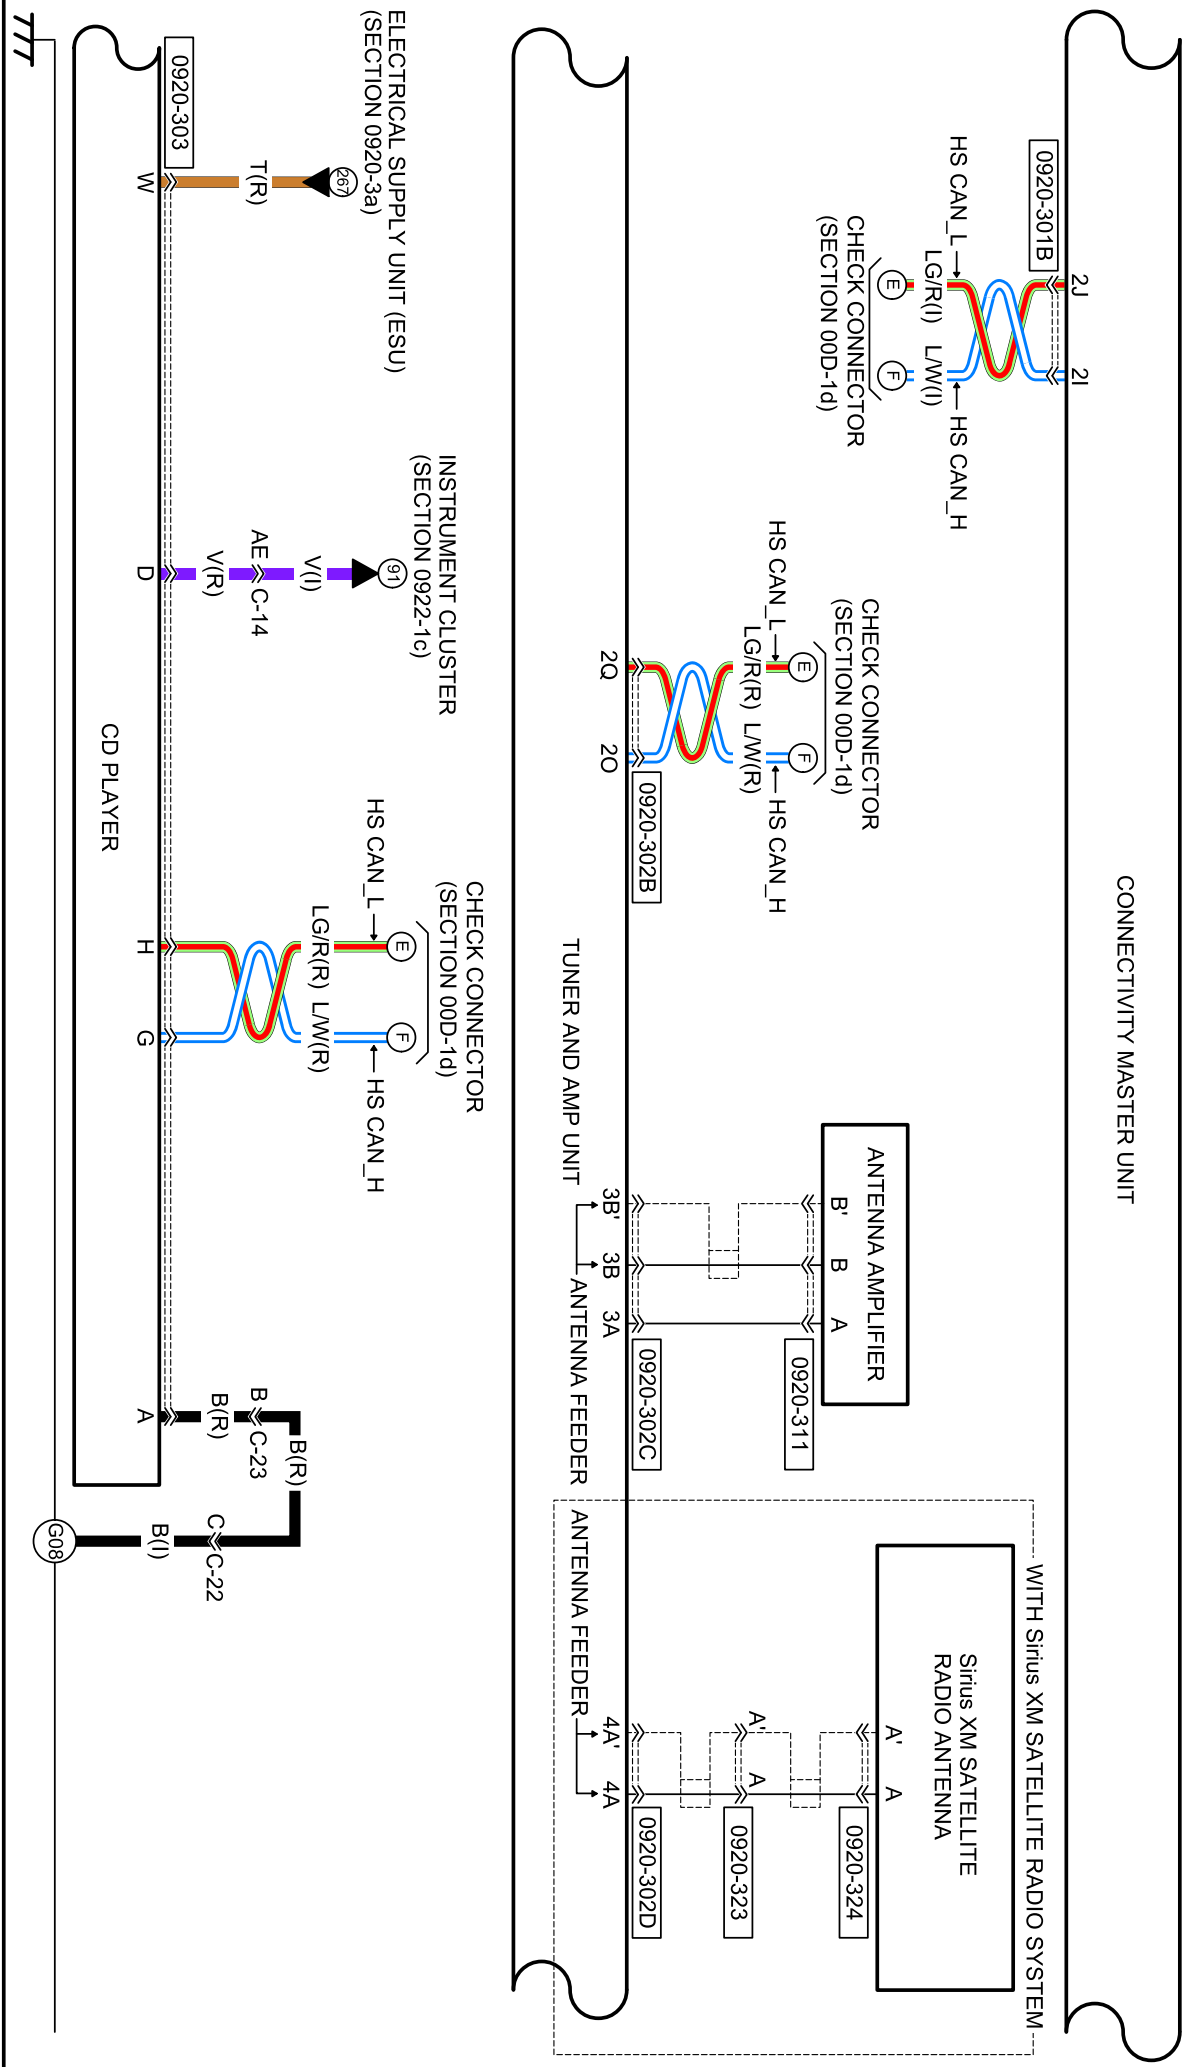 CONNECTIVITY MASTER UNIT
2J
2I
0920-301B
HS CAN_L
HS CAN_H
LG/R(I)
L/W(I)
E
F
CHECK CONNECTOR
(SECTION 00D-1d)
WITH Sirius XM SATELLITE RADIO SYSTEM
Sirius XM SATELLITE
RADIO ANTENNA
A'
A
0920-324
A'
A
0920-323
0920-302D
4A'
4A
ANTENNA FEEDER
ANTENNA AMPLIFIER
B'
B
A
0920-311
0920-302C
3B'
3B
3A
ANTENNA FEEDER
CHECK CONNECTOR
(SECTION 00D-1d)
E
F
HS CAN_L
HS CAN_H
LG/R(R)
L/W(R)
0920-302B
2Q
2O
TUNER AND AMP UNIT
CHECK CONNECTOR
(SECTION 00D-1d)
E
F
HS CAN_L
HS CAN_H
LG/R(R)
L/W(R)
H
G
INSTRUMENT CLUSTER
(SECTION 0922-1c)
91
V(I)
AE
C-14
V(R)
D
ELECTRICAL SUPPLY UNIT (ESU)
(SECTION 0920-3a)
267
T(R)
0920-303
W
CD PLAYER
B(R)
B
C-23
B(R)
A
C
C-22
B(I)
G08